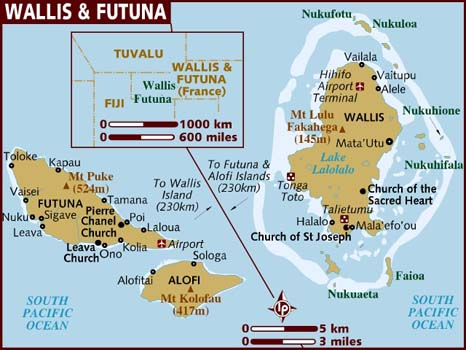 WALLIS & FUTUNA
TUVALU
WALLIS &
FUTUNA
(France)
Wallis
Futuna
FIJI
1000 km
600 miles
Nukufotu
Nukuloa
Vailala
Hihifo
Airport
Terminal
Vaitupu
Alele
WALLIS
Mt Lulu
Fakahega
(145m)
Nukuhione
Mata'Utu
Lake
Lalolalo
Nukuhifala
SOUTH
PACIFIC
OCEAN
Tonga
Toto
Church of the
Sacred Heart
Talietumu
Halalo
Mala'efo'ou
Church of St Joseph
Faioa
Nukuaeta
To Futuna &
Alofi Islands
(230km)
To Wallis
Island
(230km)
Toloke
Kapau
Mt Puke
(524m)
Vaisei
Tamana
FUTUNA
Pierre
Chanel
Church
Poi
Nuku
Sigave
Leava
Laloua
Leava
Church
Ono
Kolia
Airport
Sologa
Alofitai
ALOFI
Mt Kolofau
(417m)
SOUTH
PACIFIC
OCEAN
lp
5 km
3 miles